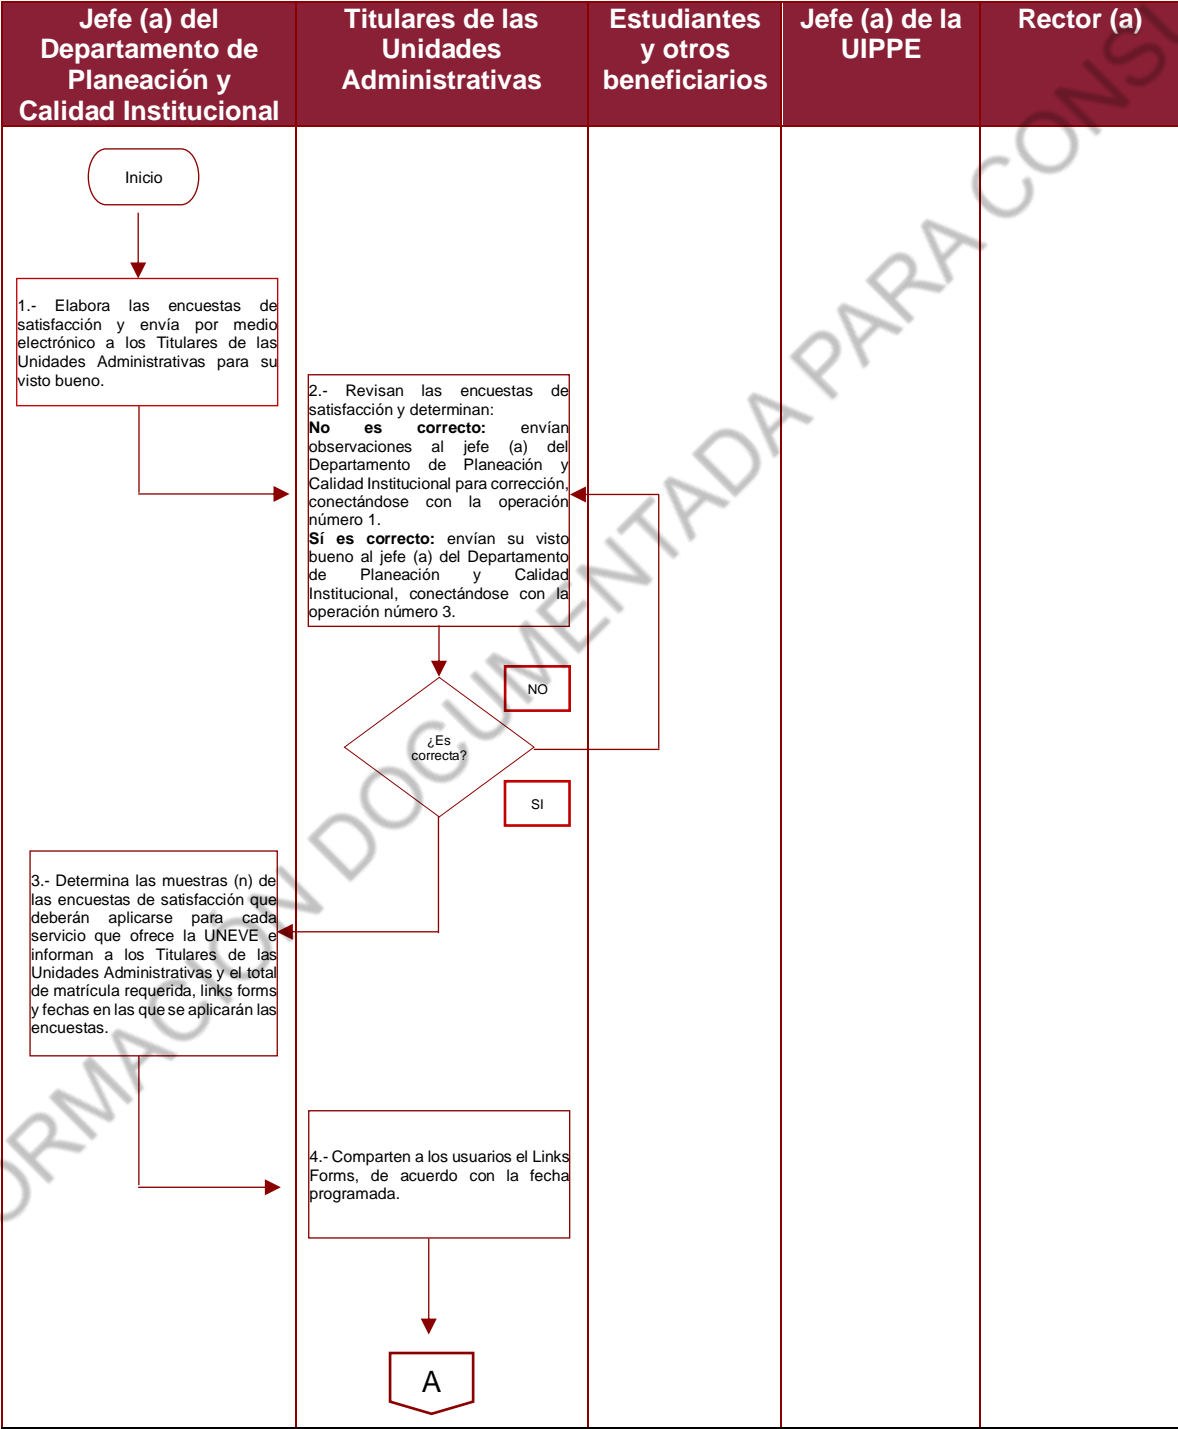 Jefe (a) del
Departamento de
Planeación y
Calidad Institucional
Titulares de las
Unidades
Administrativas
Estudiantes
y otros
beneficiarios
Jefe (a) de la
UIPPE
Rector (a)
Inicio
1.- Elabora las encuestas de
satisfacción y envía por medio
electrónico a los Titulares de las
Unidades Administrativas para su
visto bueno.
2.- Revisan las encuestas de
satisfacción y determinan:
No es correcto: envían
observaciones al jefe (a) del
Departamento de Planeación y
Calidad Institucional para corrección,
conectándose con la operación
número 1.
Sí es correcto: envían su visto
bueno al jefe (a) del Departamento
de Planeación y Calidad
Institucional, conectándose con la
operación número 3.
NO
¿Es
correcta?
SI
3.- Determina las muestras (n) de
las encuestas de satisfacción que
deberán aplicarse para cada
servicio que ofrece la UNEVE e
informan a los Titulares de las
Unidades Administrativas y el total
de matrícula requerida, links forms
y fechas en las que se aplicarán las
encuestas.
4.- Comparten a los usuarios el Links
Forms, de acuerdo con la fecha
programada.
A
ORMACIÓN DOCUMENTADA PARA CONSU